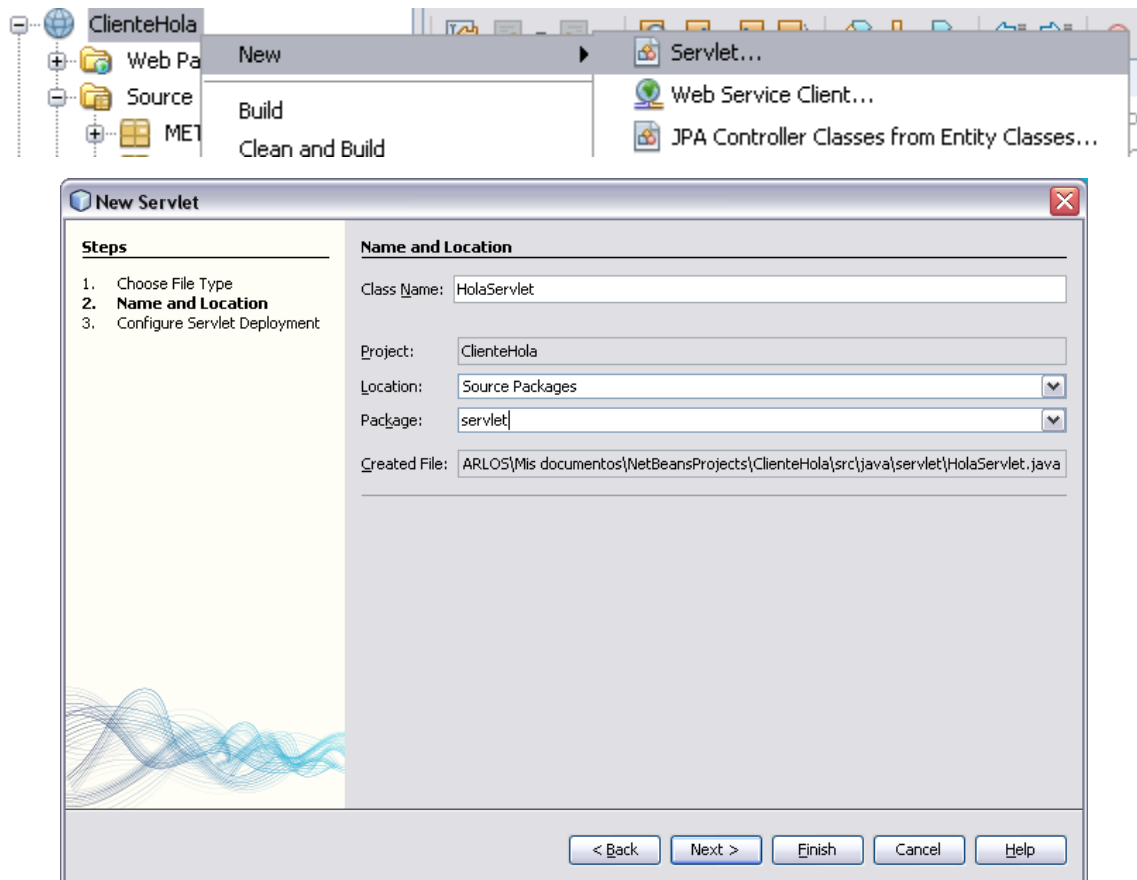 ClienteHola
Web Pa
New
Servlet...
Source
Web Service Client...
Build
MET
JPA Controller Classes from Entity Classes...
Clean and Build
New Servlet
Steps
1. Choose File Type
2. Name and Location
3. Configure Servlet Deployment
Name and Location
Class Name: HolaServlet
Project: ClienteHola
Location: Source Packages
Package: servlet
Created File: ARLOS\Mis documentos\NetBeansProjects\ClienteHola\src\java\servlet\HolaServlet.java
< Back Next > Finish Cancel Help